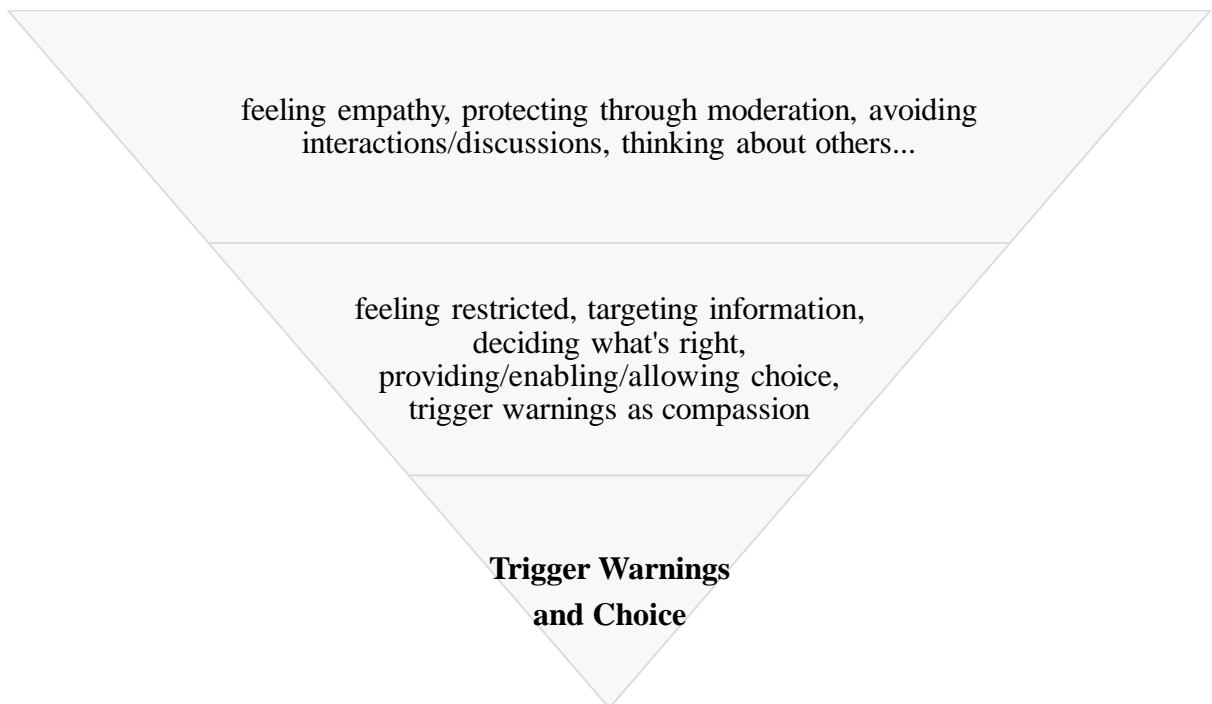 feeling empathy, protecting through moderation, avoiding
interactions/discussions, thinking about others...
feeling restricted, targeting information,
deciding what's right,
providing/enabling/allowing choice,
trigger warnings as compassion
Trigger Warnings
and Choice